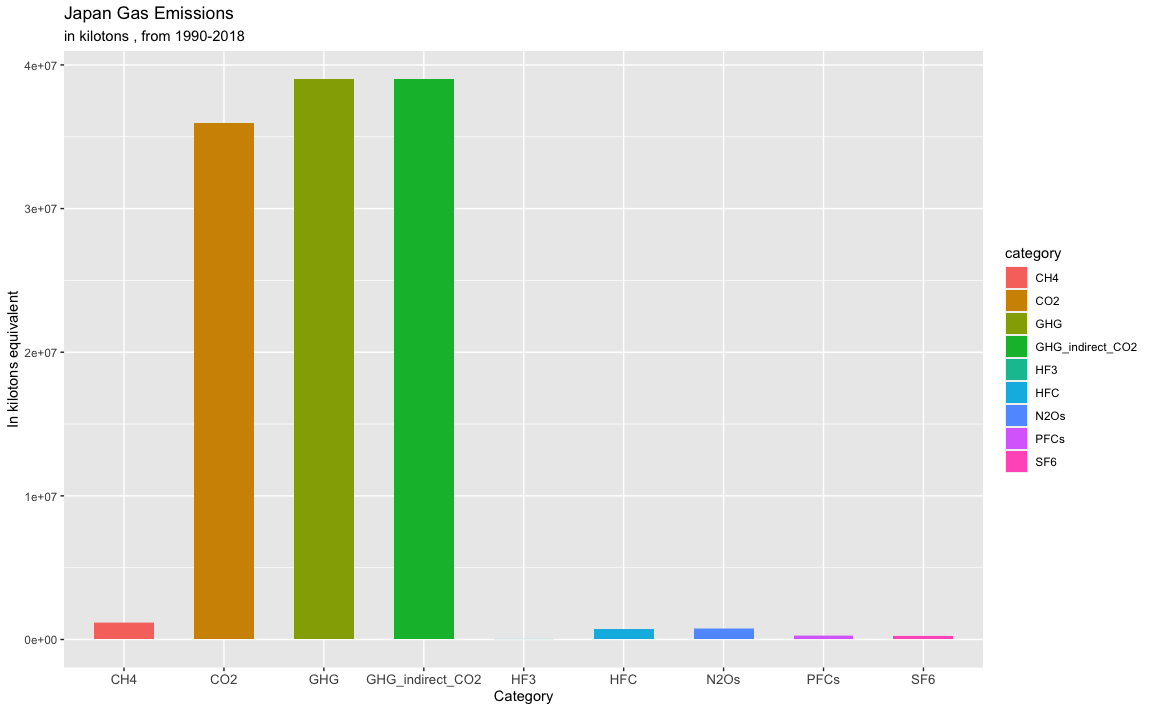 Japan Gas Emissions
in kilotons , from 1990-2018
4e+07
3e+07
2e+07
1e+07
0e+00
In kilotons equivalent
CH4
CO2
GHG
GHG_indirect_CO2
HF3
HFC
N2Os
PFCs
SF6
Category
category
CH4
CO2
GHG
GHG_indirect_CO2
HF3
HFC
N2Os
PFCs
SF6